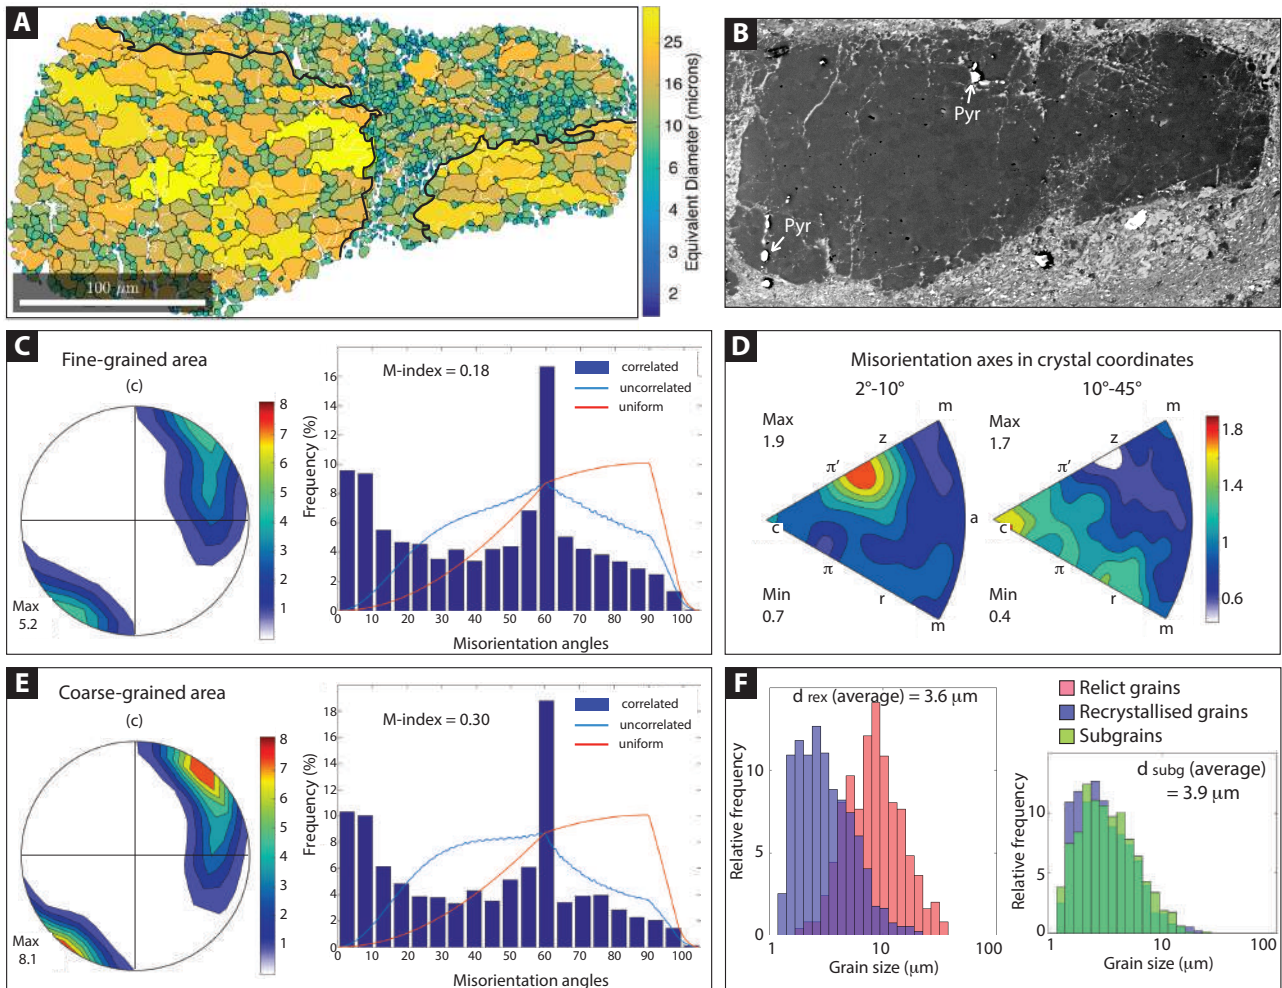 A
25
16
10
6
4
3
2
Equivalent Diameter (microns)
100 µm
B
Pyr
Pyr
C
Fine-grained area
(c)
8
7
6
5
4
3
2
1
Max
5.2
M-index = 0.18
correlated
uncorrelated
uniform
18
16
14
12
10
8
6
4
2
0
Frequency (%)
0 10 20 30 40 50 60 70 80 90 100
Misorientation angles
D
Misorientation axes in crystal coordinates
2°-10°
10°-45°
Max
1.9
Min
0.7
m
z
π'
c
π
r
m
a
Max
1.7
Min
0.4
m
z
π'
c
π
r
m
1.8
1.4
1
0.6
E
Coarse-grained area
(c)
8
7
6
5
4
3
2
1
Max
8.1
M-index = 0.30
correlated
uncorrelated
uniform
18
16
14
12
10
8
6
4
2
0
Frequency (%)
0 10 20 30 40 50 60 70 80 90 100
Misorientation angles
F
d rex (average) = 3.6 µm
10
5
0
Relative frequency
1 10 100
Grain size (µm)
Relict grains
Recrystallised grains
Subgrains
d subg (average)
= 3.9 µm
10
5
0
Relative frequency
1 10 100
Grain size (µm)